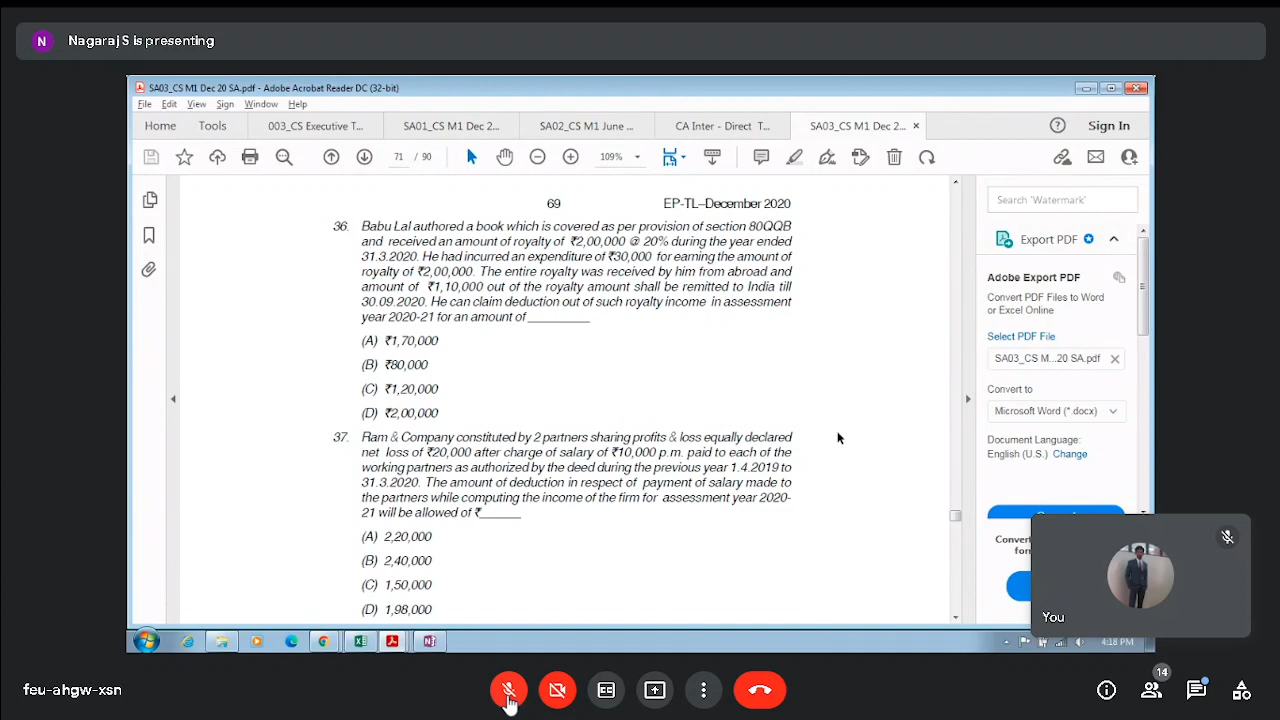 N Nagaraj S is presenting
SA03_CS M1 Dec 20 SA.pdf - Adobe Acrobat Reader DC (32-bit)
File Edit View Sign Window Help
Home Tools 003_CS Executive T... SA01_CS M1 Dec 2... SA02_CS M1 June ... CA Inter - Direct T... SA03_CS M1 Dec 2... × ? Sign In
71 / 90 109%
69 EP-TL–December 2020
36. Babu Lal authored a book which is covered as per provision of section 80QQB
and received an amount of royalty of ₹2,00,000 @ 20% during the year ended
31.3.2020. He had incurred an expenditure of ₹30,000 for earning the amount of
royalty of ₹2,00,000. The entire royalty was received by him from abroad and
amount of ₹1,10,000 out of the royalty amount shall be remitted to India till
30.09.2020. He can claim deduction out of such royalty income in assessment
year 2020-21 for an amount of __________
(A) ₹1,70,000
(B) ₹80,000
(C) ₹1,20,000
(D) ₹2,00,000
37. Ram & Company constituted by 2 partners sharing profits & loss equally declared
net loss of ₹20,000 after charge of salary of ₹10,000 p.m. paid to each of the
working partners as authorized by the deed during the previous year 1.4.2019 to
31.3.2020. The amount of deduction in respect of payment of salary made to
the partners while computing the income of the firm for assessment year 2020-
21 will be allowed of ₹_______
(A) 2,20,000
(B) 2,40,000
(C) 1,50,000
(D) 1,98,000
Search 'Watermark'
Export PDF
Adobe Export PDF
Convert PDF Files to Word
or Excel Online
Select PDF File
SA03_CS M...20 SA.pdf
Convert to
Microsoft Word (*.docx)
Document Language:
English (U.S.) Change
You
4:18 PM
feu-ahgw-xsn
14